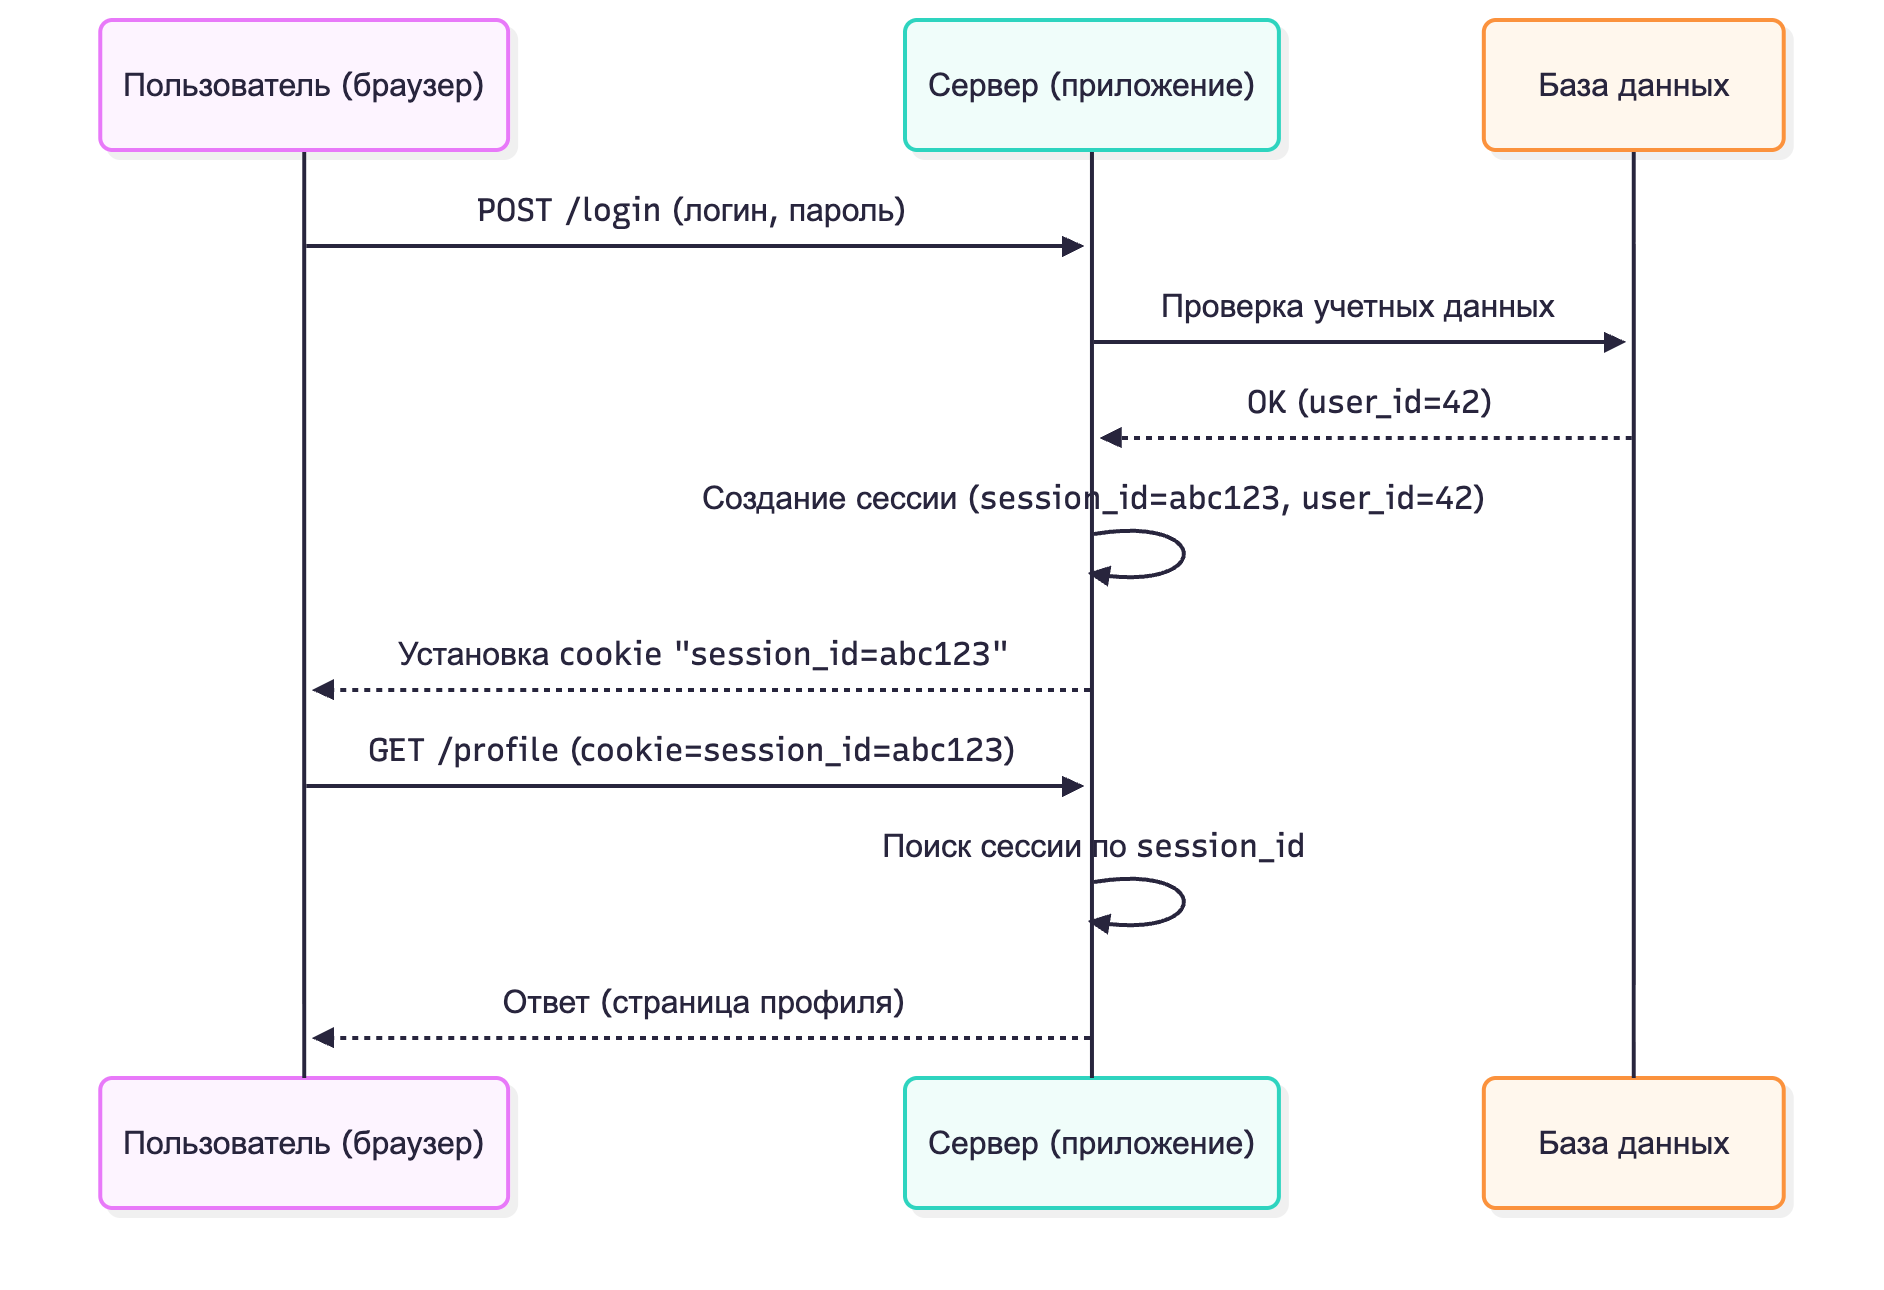 Пользователь (браузер)
Сервер (приложение)
База данных
POST /login (логин, пароль)
Проверка учетных данных
OK (user_id=42)
Создание сессии (session_id=abc123, user_id=42)
Установка cookie "session_id=abc123"
GET /profile (cookie=session_id=abc123)
Поиск сессии по session_id
Ответ (страница профиля)
Пользователь (браузер)
Сервер (приложение)
База данных